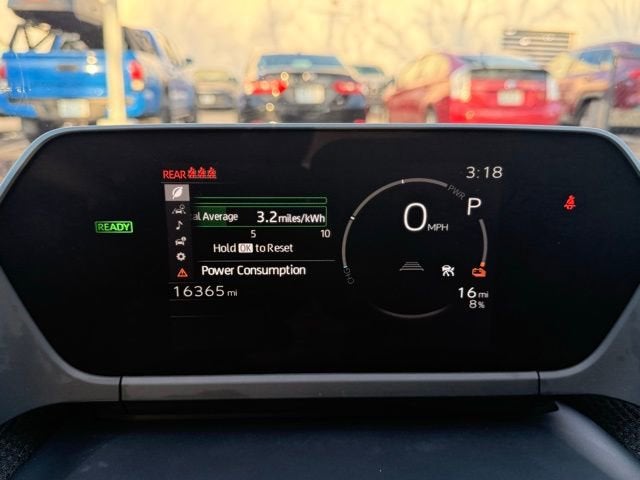 REAR
3:18
PWR
P
al Average 3.2 miles/kWh
0 MPH
READY
5 10
Hold OK to Reset
Power Consumption
CHG
16365 mi
16 mi
8%